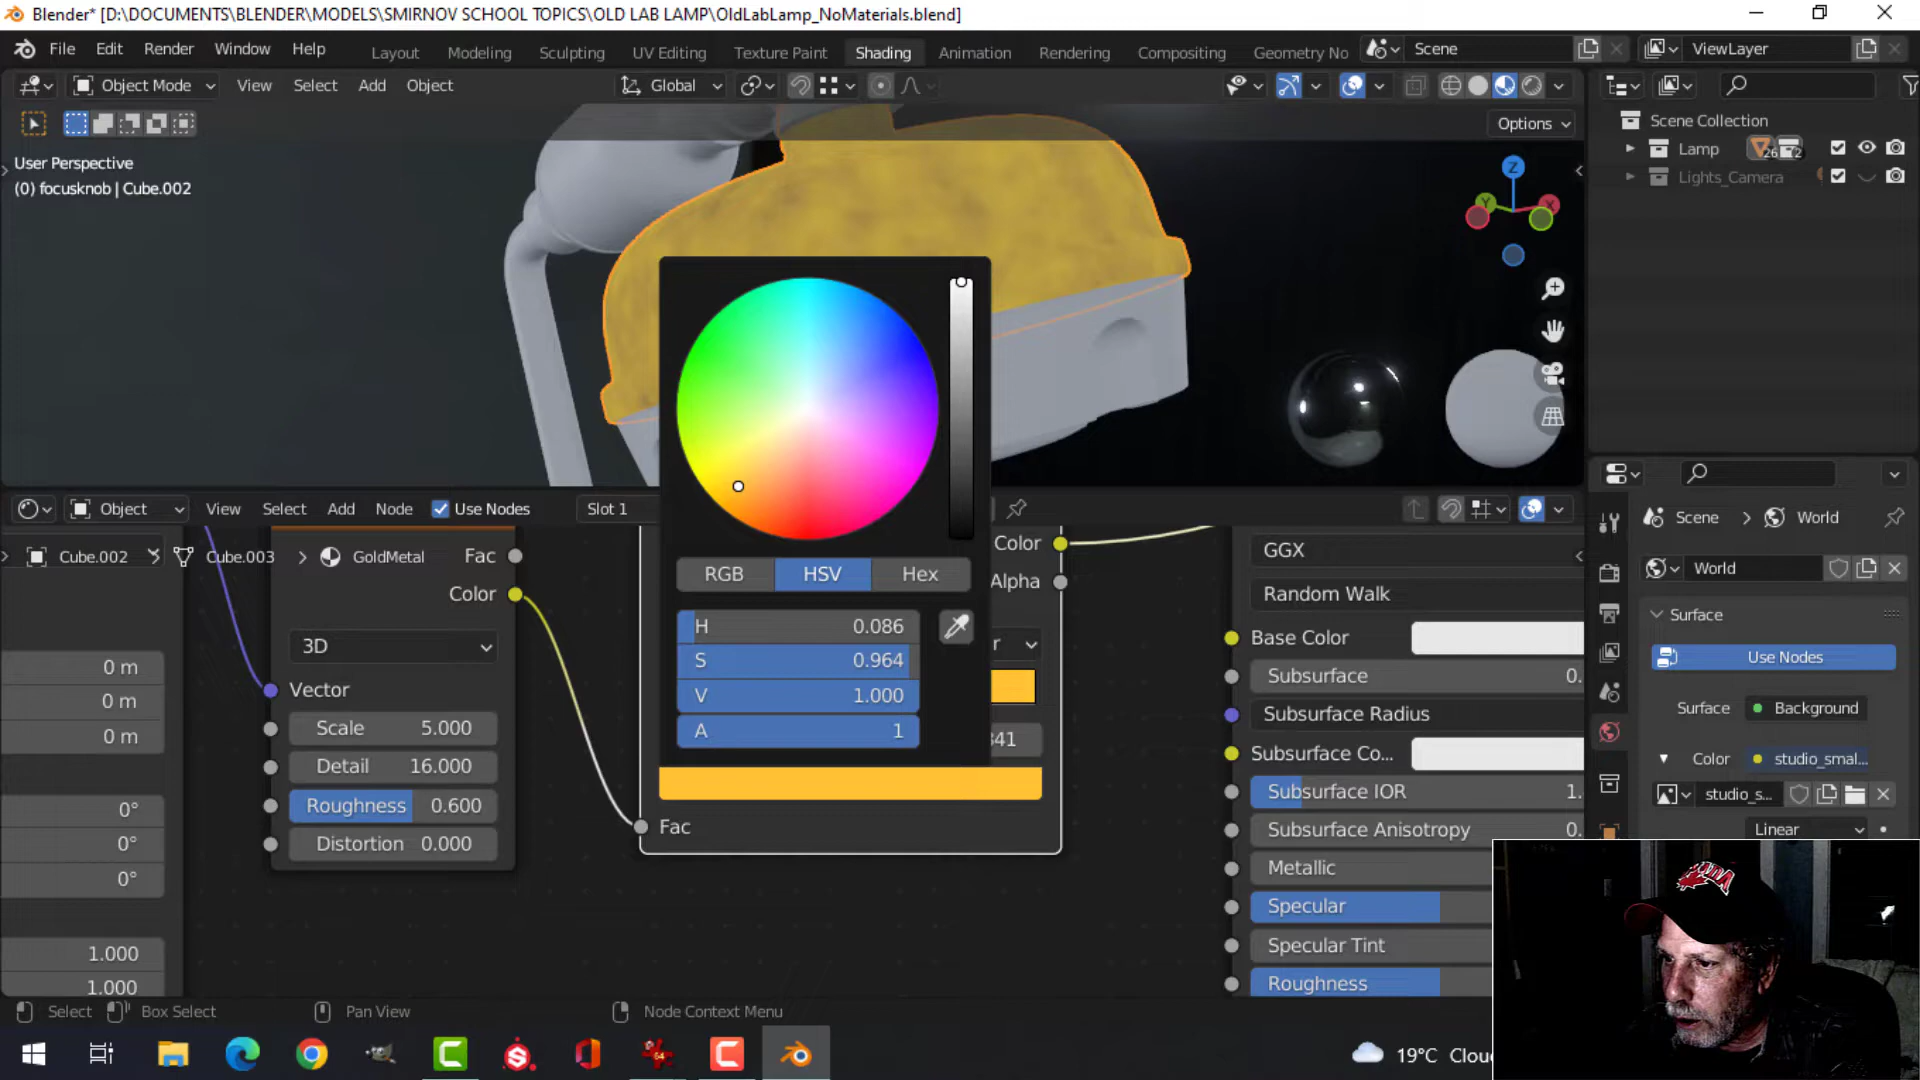 Blender* [D:\DOCUMENTS\BLENDER\MODELS\SMIRNOV SCHOOL TOPICS\OLD LAB LAMP\OldLabLamp_NoMaterials.blend]
File Edit Render Window Help Layout Modeling Sculpting UV Editing Texture Paint Shading Animation Rendering Compositing Geometry No Scene ViewLayer
Object Mode View Select Add Object Global
Options
Scene Collection
Lamp 26 2
Lights_Camera
User Perspective
(0) focusknob | Cube.002
Z
Y
X
Object View Select Add Node Use Nodes Slot 1
Scene World
Cube.002 Cube.003 GoldMetal Fac
Color
3D
Vector
Scale 5.000
Detail 16.000
Roughness 0.600
Distortion 0.000
0 m
0 m
0 m
0°
0°
0°
1.000
1.000
RGB HSV Hex
H 0.086
S 0.964
V 1.000
A 1
Color
Alpha
r
341
Fac
GGX
Random Walk
Base Color
Subsurface 0.
Subsurface Radius
Subsurface Co...
Subsurface IOR 1.
Subsurface Anisotropy 0.
Metallic
Specular
Specular Tint
Roughness
World
Surface
Use Nodes
Surface Background
Color studio_smal...
studio_s...
Linear
Select Box Select Pan View Node Context Menu
19°C Clou